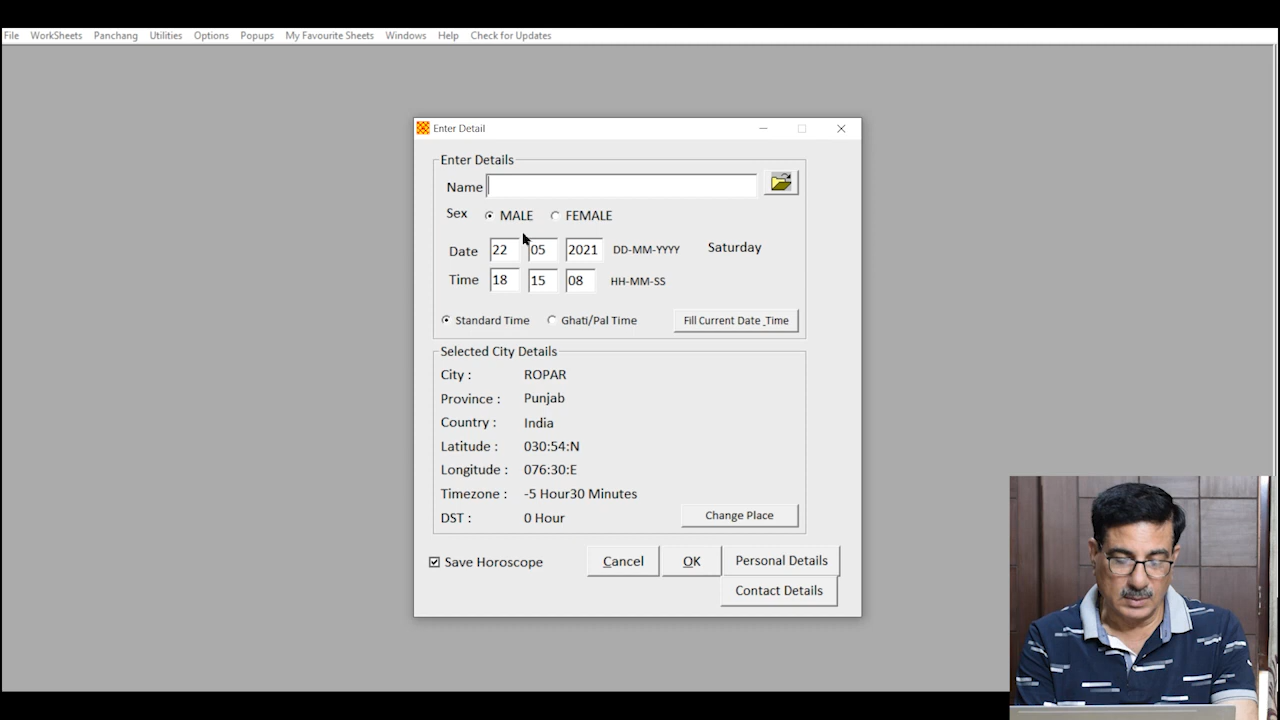 File WorkSheets Panchang Utilities Options Popups My Favourite Sheets Windows Help Check for Updates
Enter Detail
Enter Details
Name
Sex MALE FEMALE
Date 22 05 2021 DD-MM-YYYY Saturday
Time 18 15 08 HH-MM-SS
Standard Time Ghati/Pal Time Fill Current Date _Time
Selected City Details
City : ROPAR
Province : Punjab
Country : India
Latitude : 030:54:N
Longitude : 076:30:E
Timezone : -5 Hour30 Minutes
DST : 0 Hour Change Place
Save Horoscope Cancel OK Personal Details
Contact Details